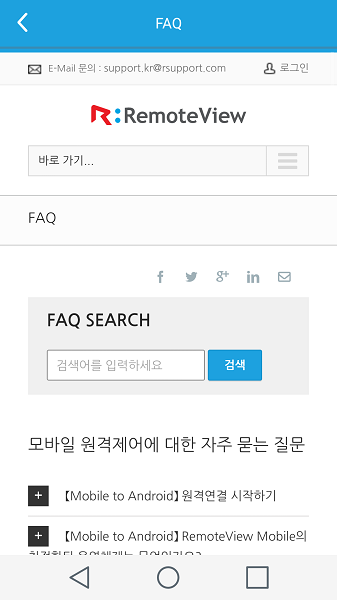 FAQ
E-Mail 문의 : support.kr@rsupport.com
로그인
RemoteView
바로 가기...
FAQ
FAQ SEARCH
검색어를 입력하세요
검색
모바일 원격제어에 대한 자주 묻는 질문
+ 【Mobile to Android】 원격연결 시작하기
+ 【Mobile to Android】 RemoteView Mobile의